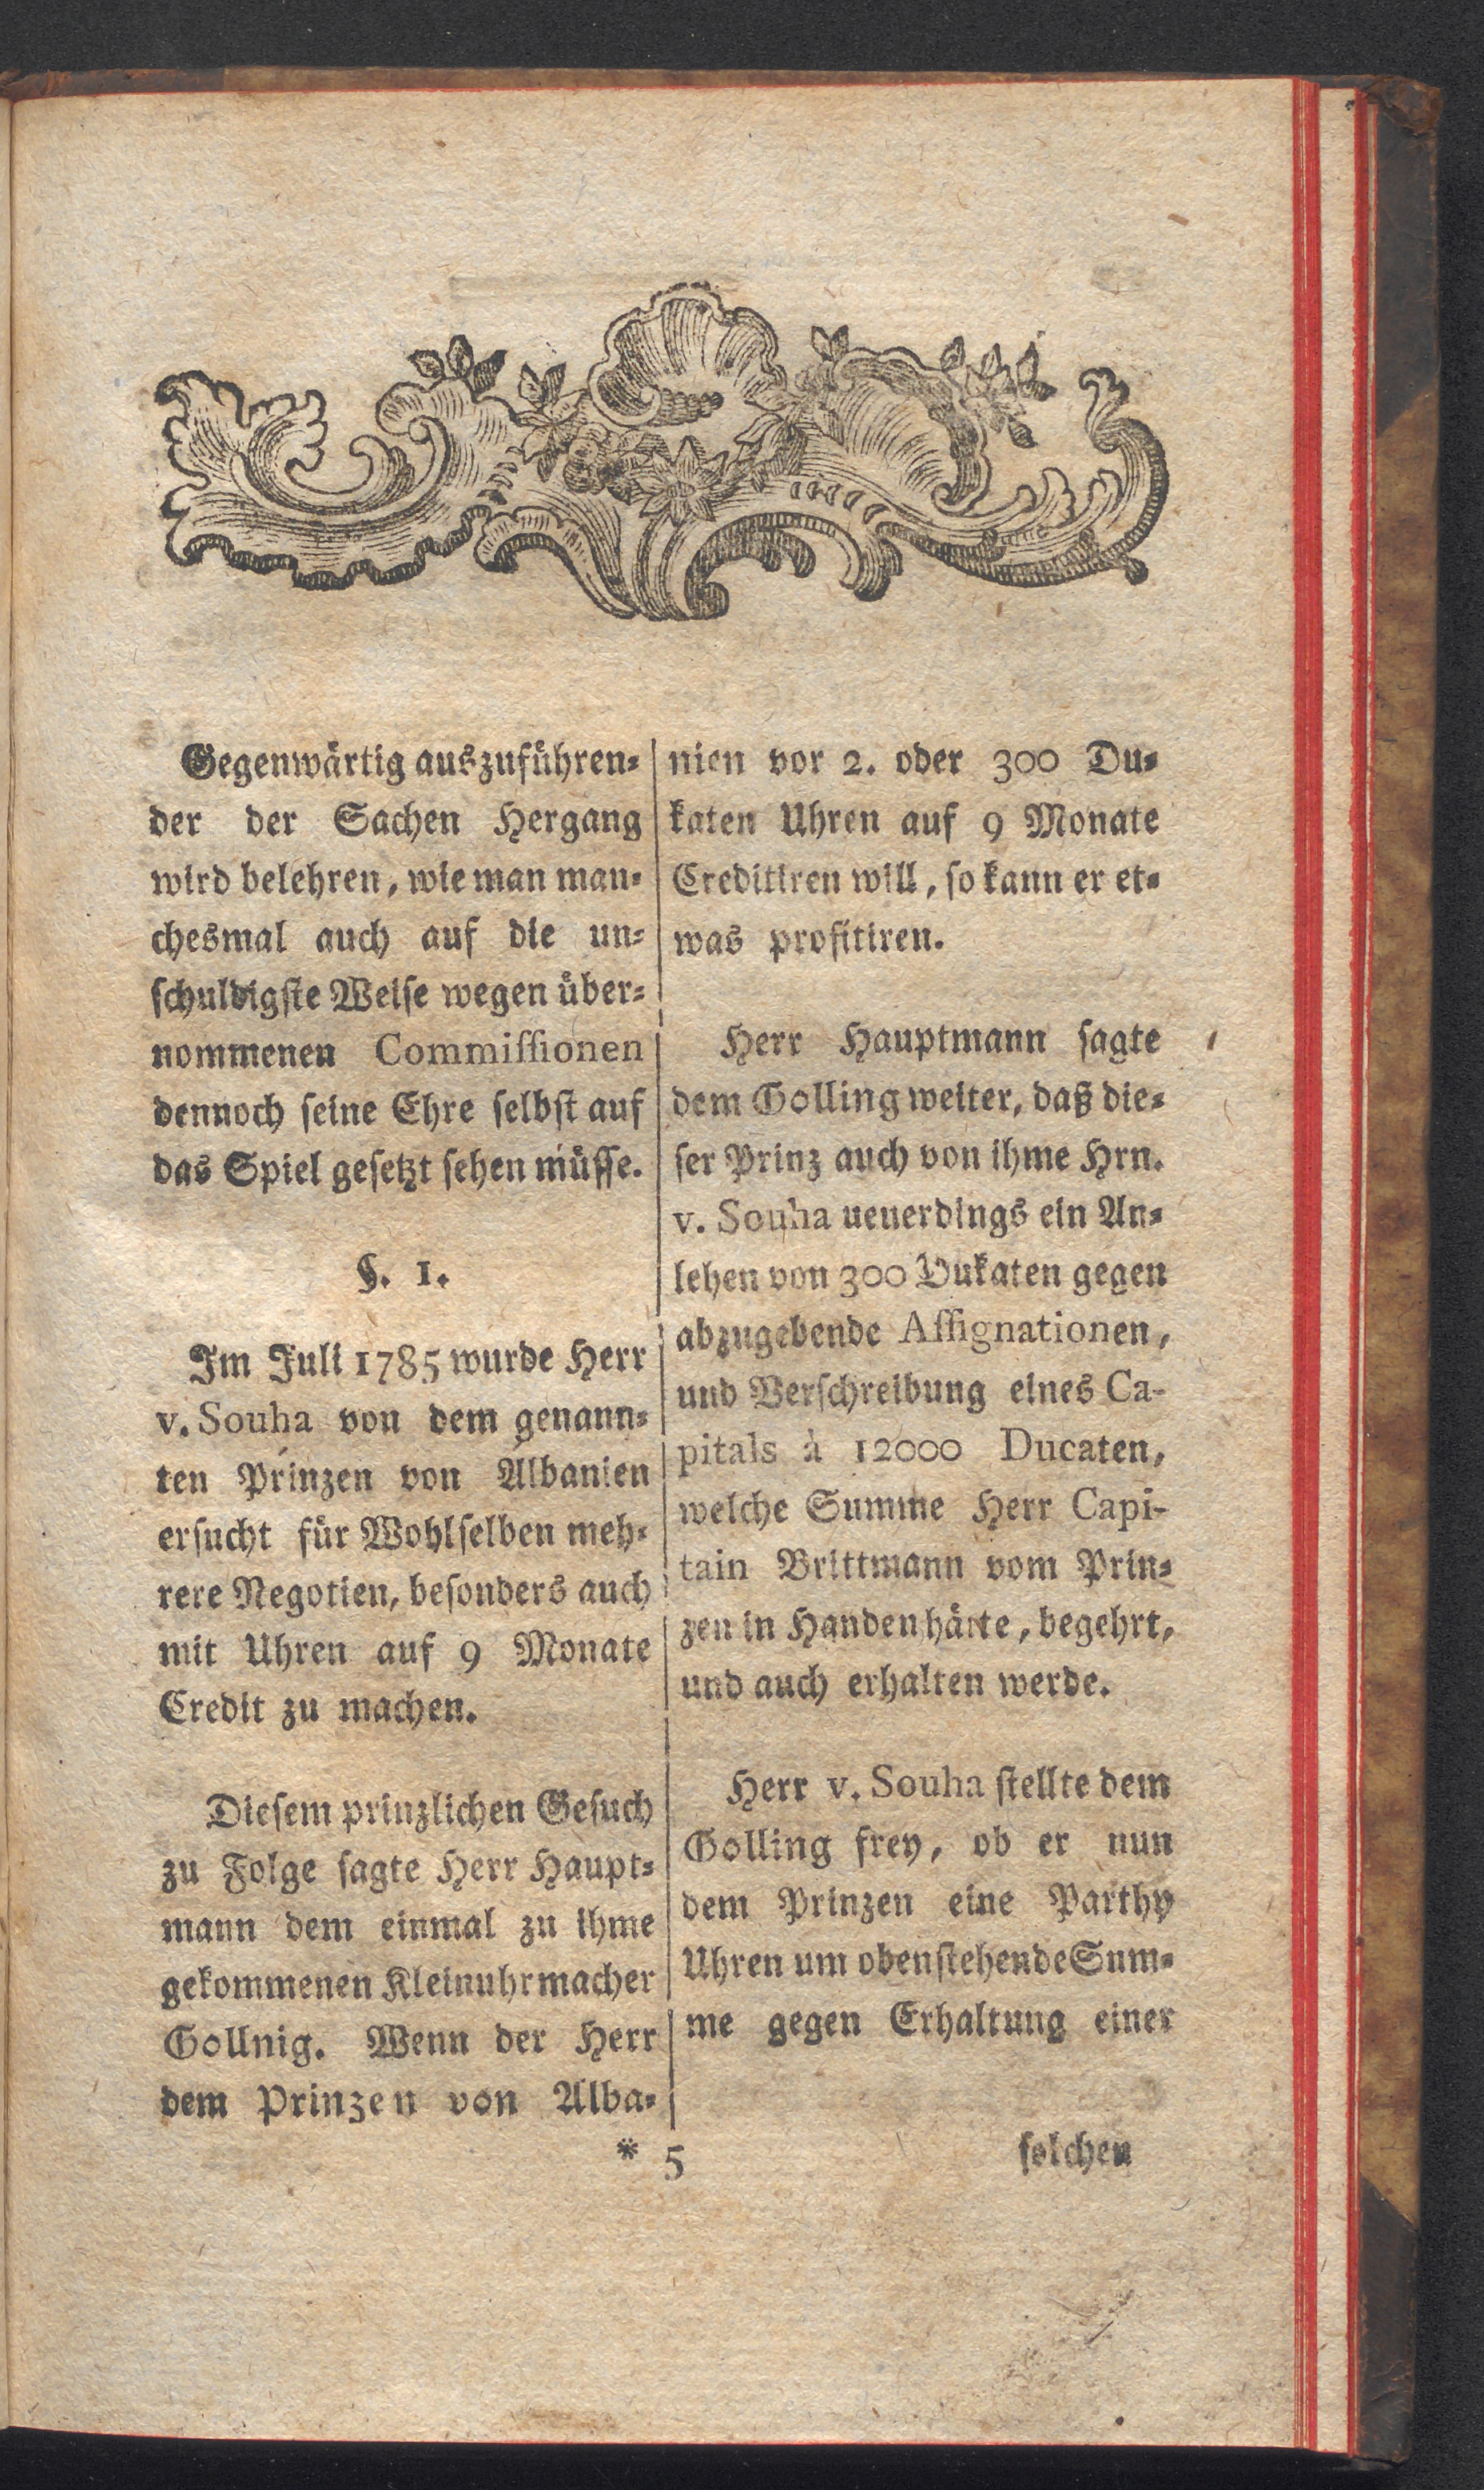 Gegenwärtig auszuführen⸗
der der Sachen Hergang
wird belehren, wie man man⸗
chesmal auch auf die un⸗
ſchuldigſte Weiſe wegen über⸗
nommenen Commiſſionen
dennoch ſeine Ehre ſelbſt auf
das Spiel geſetzt ſehen müſſe.
§. 1.
Im Juli 1785 wurde Herr
v. Souha von dem genann⸗
ten Prinzen von Albanien
erſucht für Wohlſelben meh⸗
rere Negotien, beſonders auch
mit Uhren auf 9 Monate
Credit zu machen.
Dieſem prinzlichen Geſuch
zu Folge ſagte Herr Haupt⸗
mann dem einmal zu ihme
gekommenen Kleinuhrmacher
Gollnig. Wenn der Herr
dem Prinzen von Alba⸗
nien vor 2. oder 300 Du⸗
katen Uhren auf 9 Monate
Creditiren will, ſo kann er et⸗
was profitiren.
Herr Hauptmann ſagte
dem Golling weiter, daß die⸗
ſer Prinz auch von ihme Hrn.
v. Souha ueuerdings ein An⸗
lehen von 300 Dukaten gegen
abzugebende Aſſignationen,
und Verſchreibung eines Ca-
pitals à 12000 Ducaten,
welche Summe Herr Capi-
tain Brittmann vom Prin⸗
zen in Handen hätte, begehrt,
und auch erhalten werde.
Herr v. Souha ſtellte dem
Golling frey, ob er nun
dem Prinzen eine Parthy
Uhren um obenſtehende Sum⸗
me gegen Erhaltung einer
* 5
ſolchen